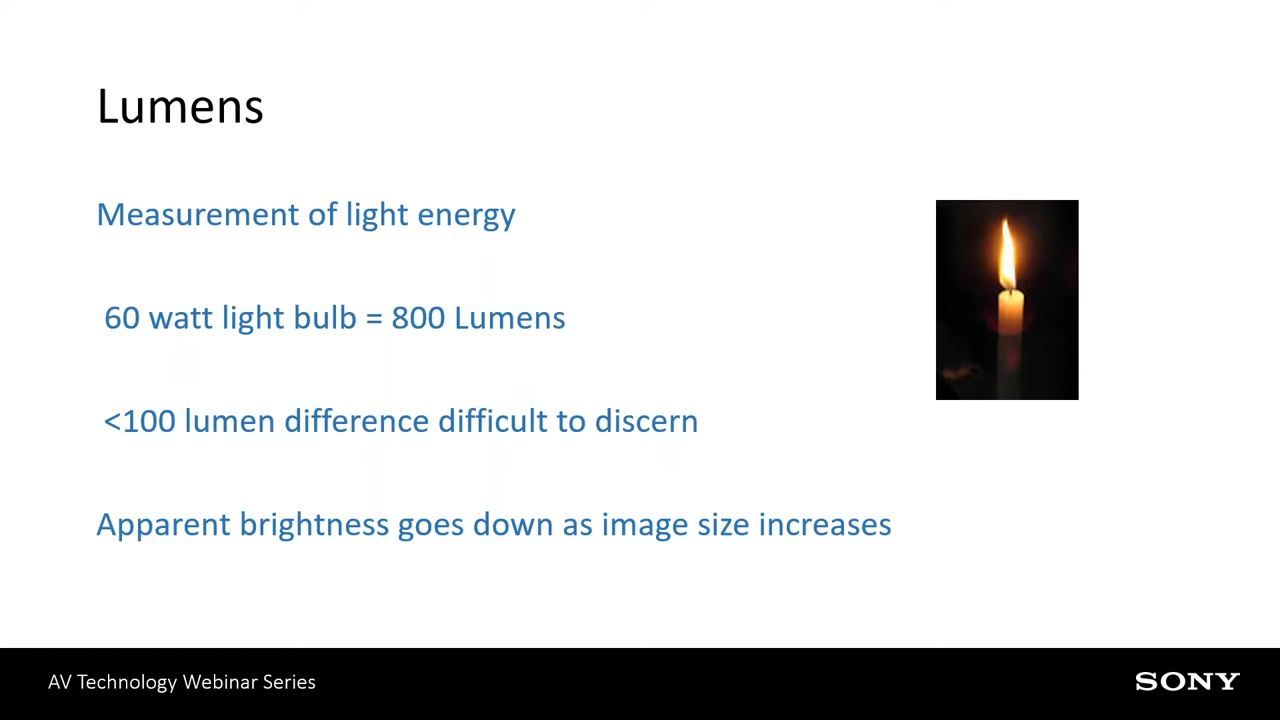 Lumens
Measurement of light energy
60 watt light bulb = 800 Lumens
<100 lumen difference difficult to discern
Apparent brightness goes down as image size increases
AV Technology Webinar Series
SONY